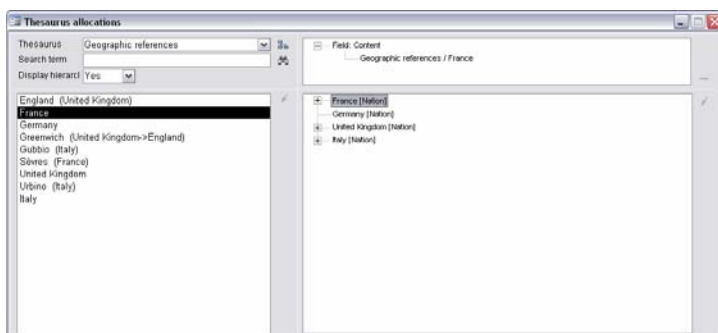 Thesaurus allocations
Thesaurus Geographic references
Search term
Display hierarcl Yes
Field: Content
Geographic references / France
England (United Kingdom)
France
Germany
Greenwich (United Kingdom->England)
Gubbio (Italy)
Sèvres (France)
United Kingdom
Urbino (Italy)
Italy
France [Nation]
Germany [Nation]
United Kingdom [Nation]
Italy [Nation]